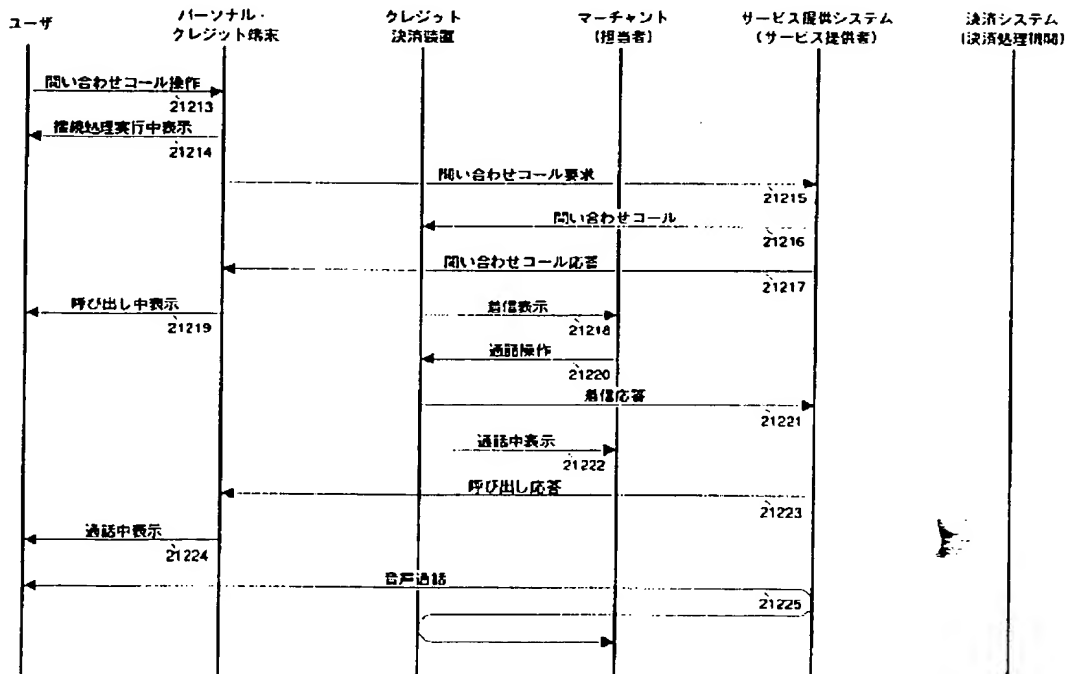 ユーザ
パーソナル・
クレジット端末
クレジット
決済装置
マーチャント
(担当者)
サービス提供システム
(サービス提供者)
決済システム
(決済処理機関)
問い合わせコール操作
21213
接続処理実行中表示
21214
問い合わせコール要求
21215
問い合わせコール
21216
問い合わせコール応答
21217
呼び出し中表示
21219
着信表示
21218
通話操作
21220
着信応答
21221
通話中表示
21222
呼び出し応答
21223
通話中表示
21224
音声通話
21225